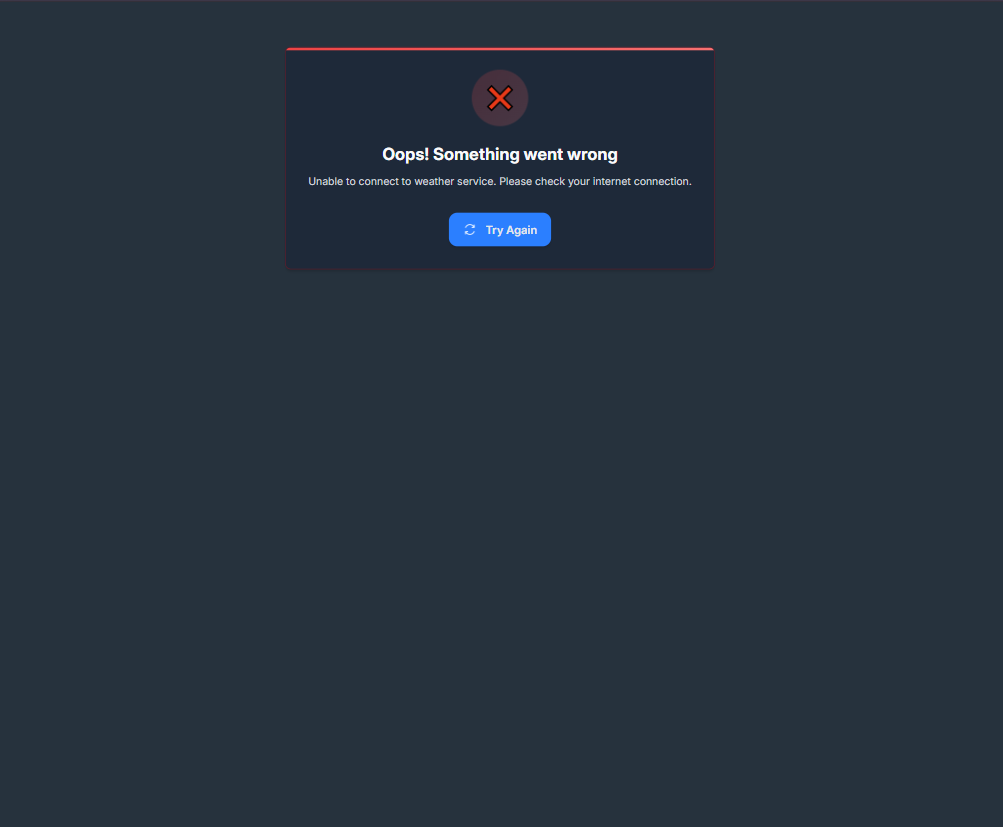 Oops! Something went wrong
Unable to connect to weather service. Please check your internet connection.
Try Again